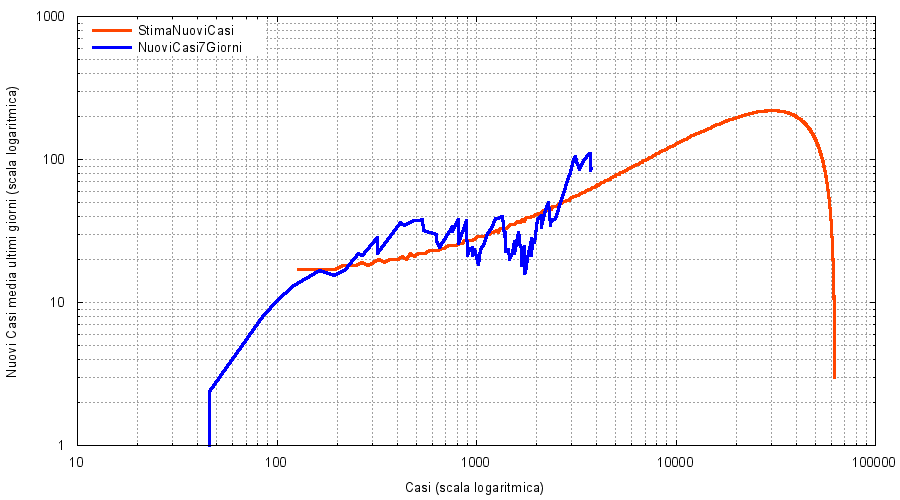 1000
100
10
1
StimaNuoviCasi
NuoviCasi7Giorni
Nuovi Casi media ultimi giorni (scala logaritmica)
10 100 1000 10000 100000
Casi (scala logaritmica)